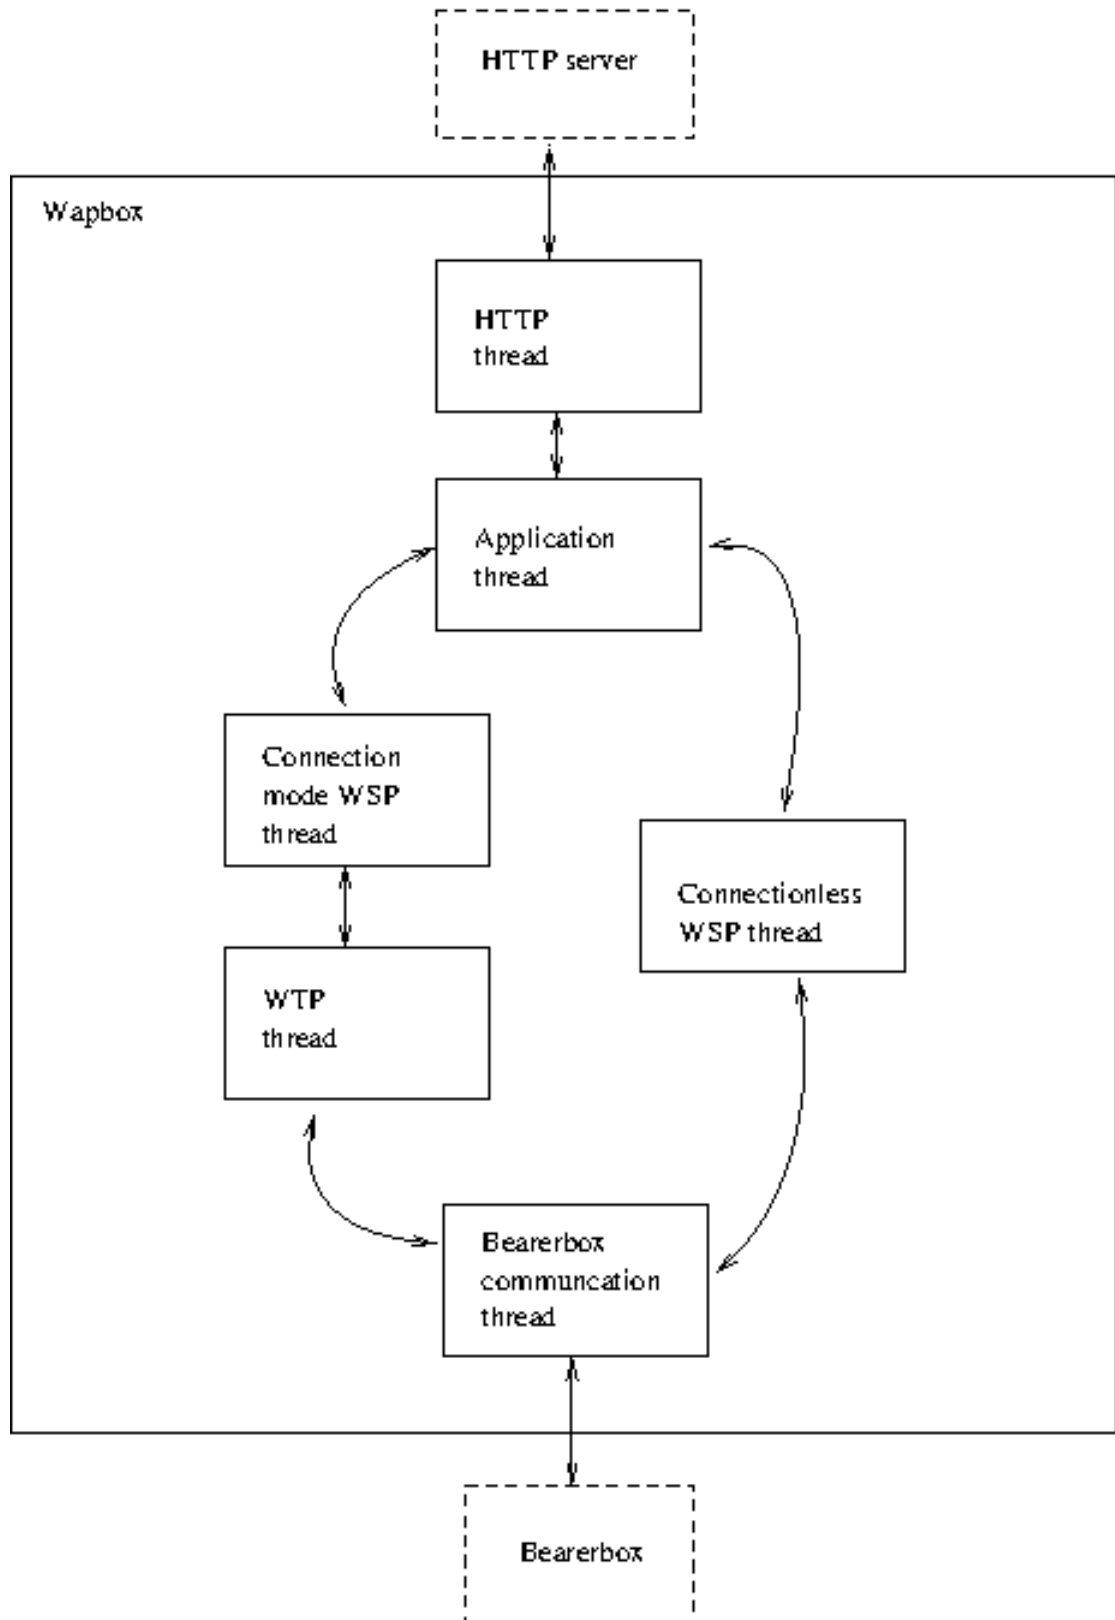 HTTP server
Wapbox
HTTP
thread
Application
thread
Connection
mode WSP
thread
Connectionless
WSP thread
WTP
thread
Bearerbox
communcation
thread
Bearerbox